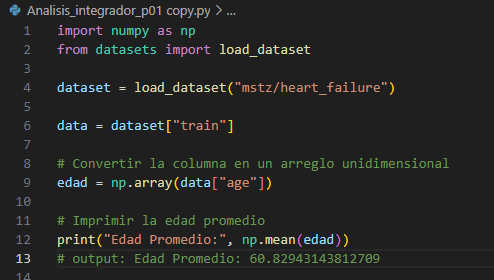 Analisis_integrador_p01 copy.py > ...
1 import numpy as np
2 from datasets import load_dataset
3
4 dataset = load_dataset("mstz/heart_failure")
5
6 data = dataset["train"]
7
8 # Convertir la columna en un arreglo unidimensional
9 edad = np.array(data["age"])
10
11 # Imprimir la edad promedio
12 print("Edad Promedio:", np.mean(edad))
13 # output: Edad Promedio: 60.82943143812709
14